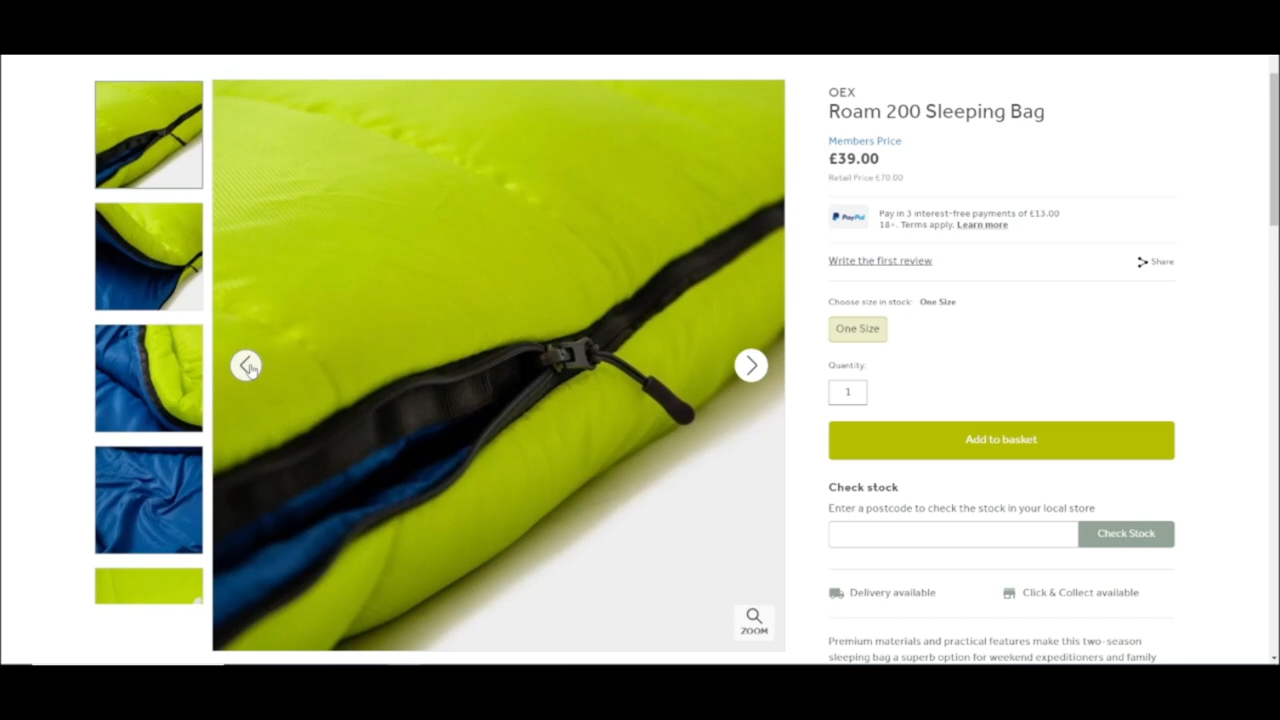 OEX
Roam 200 Sleeping Bag
Members Price
£39.00
Retail Price £70.00
PayPal
Pay in 3 interest-free payments of £13.00
18+. Terms apply. Learn more
Write the first review
Share
Choose size in stock: One Size
One Size
Quantity:
1
Add to basket
Check stock
Enter a postcode to check the stock in your local store
Check Stock
Delivery available
Click & Collect available
ZOOM
Premium materials and practical features make this two-season
sleeping bag a superb option for weekend expeditioners and family